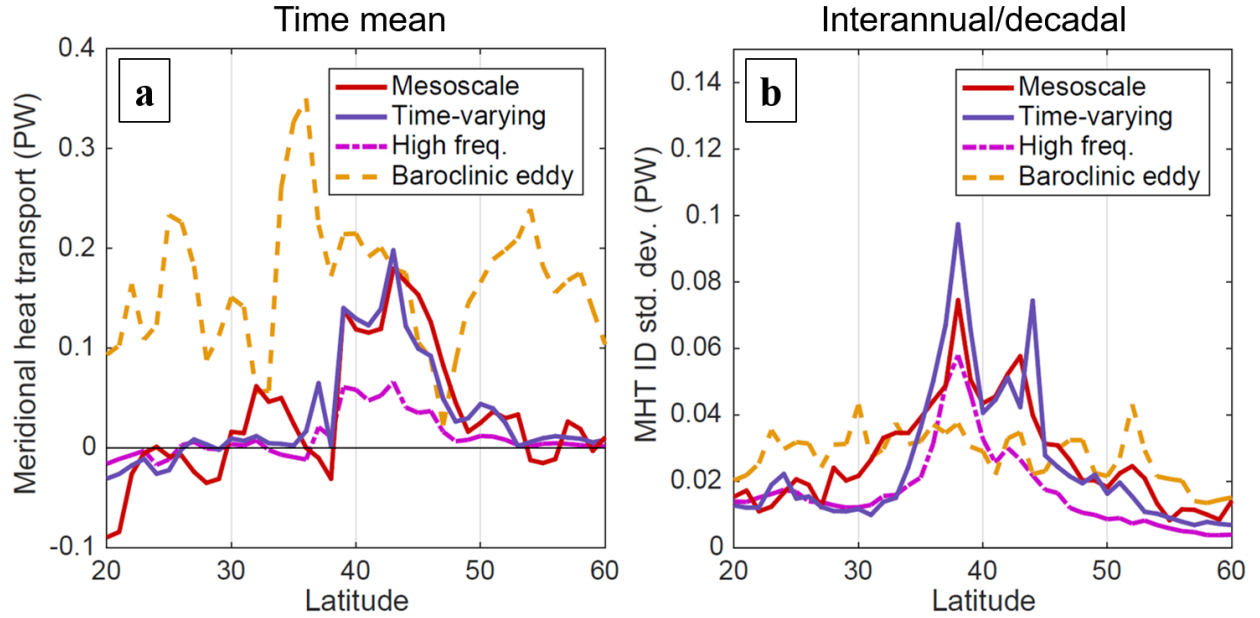 Time mean
a
Mesoscale
Time-varying
High freq.
Baroclinic eddy
Meridional heat transport (PW)
0.4
0.3
0.2
0.1
0
-0.1
20
30
40
50
60
Latitude
Interannual/decadal
b
Mesoscale
Time-varying
High freq.
Baroclinic eddy
MHT ID std. dev. (PW)
0.14
0.12
0.1
0.08
0.06
0.04
0.02
0
20
30
40
50
60
Latitude